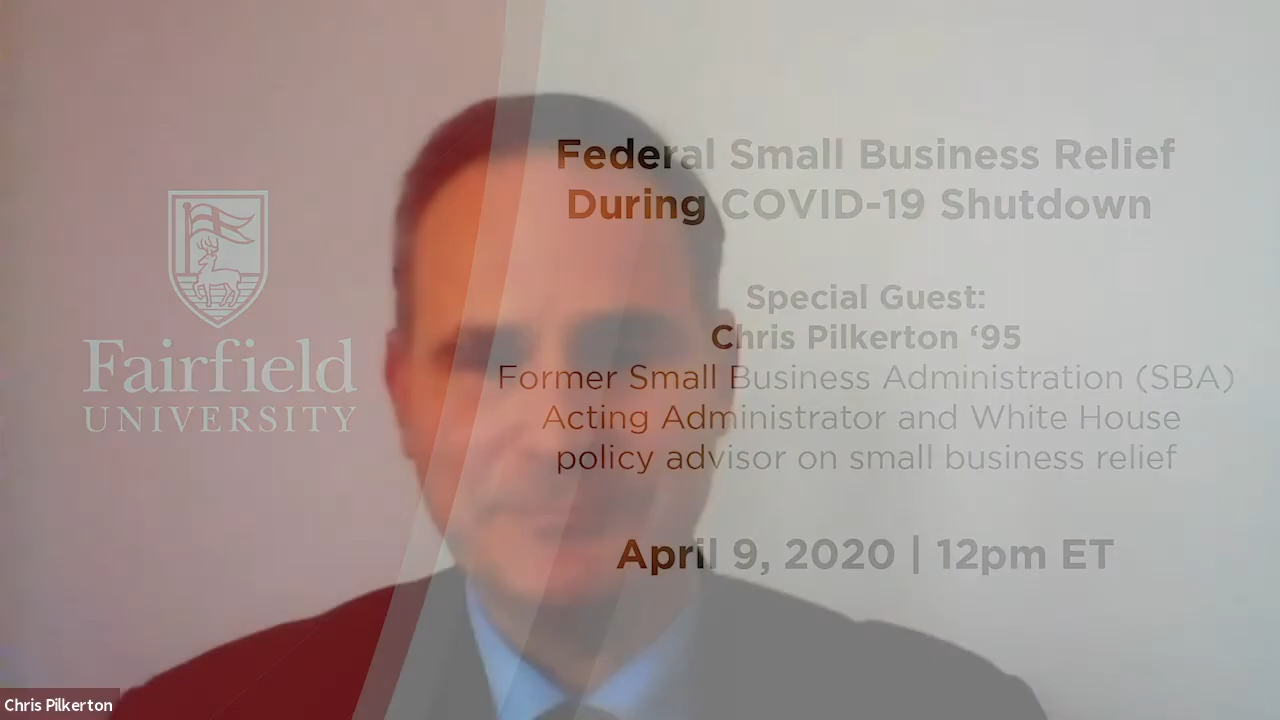 Fairfield
UNIVERSITY
Federal Small Business Relief
During COVID-19 Shutdown
Special Guest:
Chris Pilkerton ‘95
Former Small Business Administration (SBA)
Acting Administrator and White House
policy advisor on small business relief
April 9, 2020 | 12pm ET
Chris Pilkerton